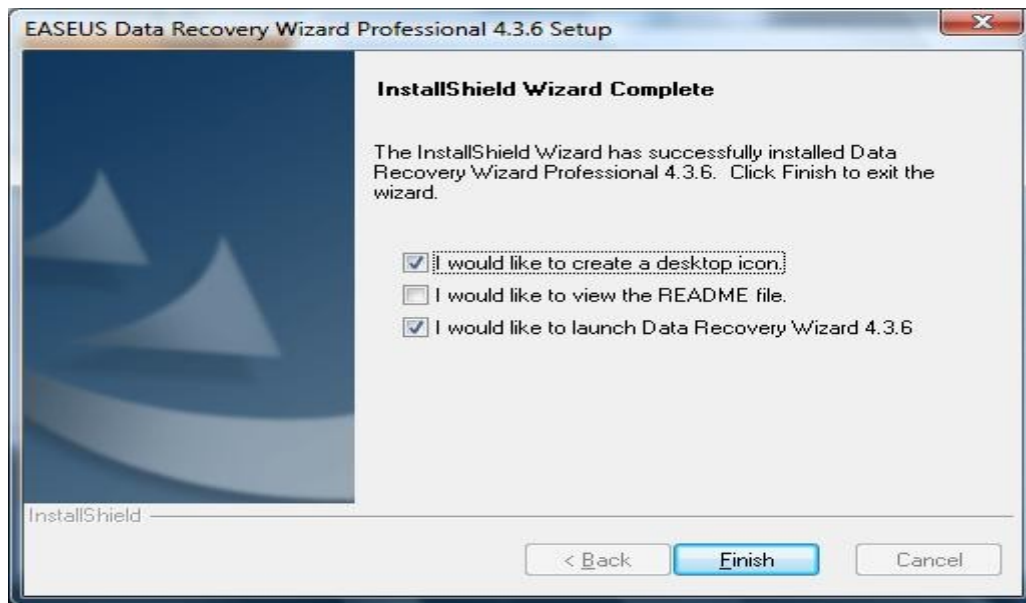 EASEUS Data Recovery Wizard Professional 4.3.6 Setup
InstallShield Wizard Complete
The InstallShield Wizard has successfully installed Data
Recovery Wizard Professional 4.3.6. Click Finish to exit the
wizard.
I would like to create a desktop icon.
I would like to view the README file.
I would like to launch Data Recovery Wizard 4.3.6
InstallShield
< Back Finish Cancel